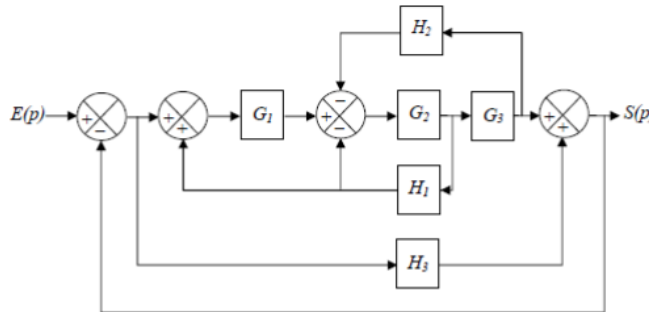 H₂
E(p)
+
−
+
+
G₁
−
+
−
G₂
G₃
+
+
S(p
H₁
H₃